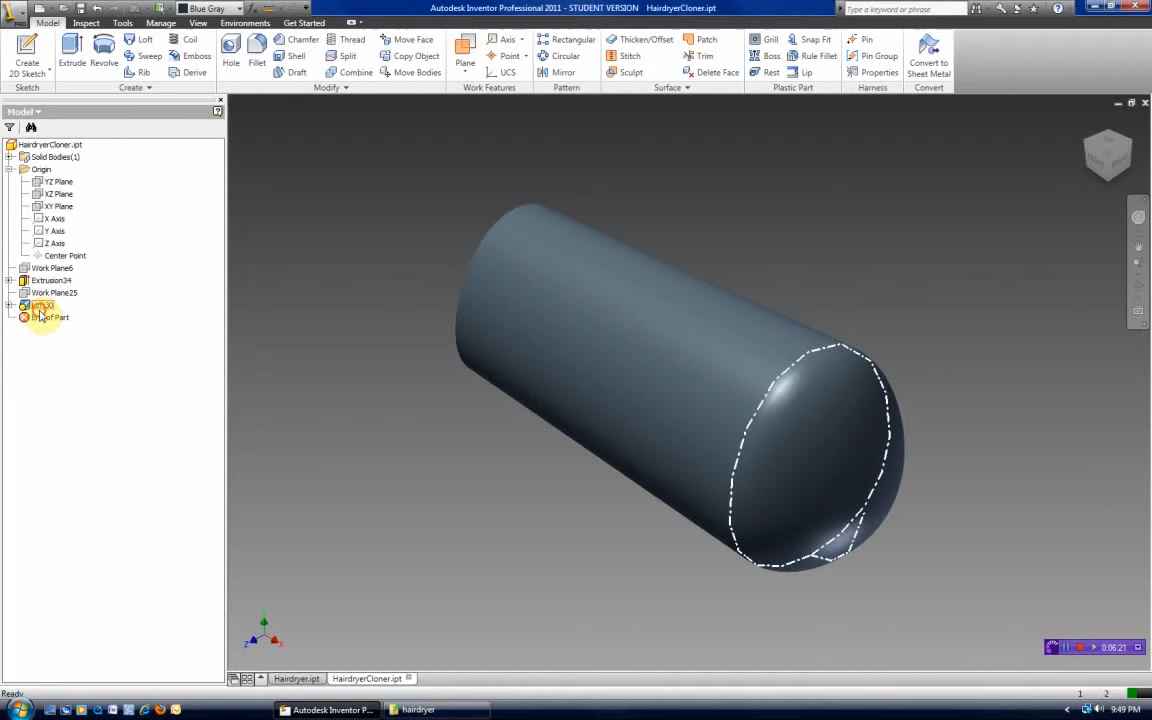 PRO
Blue Gray
Autodesk Inventor Professional 2011 - STUDENT VERSION HairdryerCloner.ipt
Type a keyword or phrase
Model Inspect Tools Manage View Environments Get Started
Create
2D Sketch
Extrude
Revolve
Loft
Sweep
Rib
Coil
Emboss
Derive
Hole
Fillet
Chamfer
Shell
Draft
Thread
Split
Combine
Move Face
Copy Object
Move Bodies
Plane
Axis
Point
UCS
Rectangular
Circular
Mirror
Thicken/Offset
Stitch
Sculpt
Patch
Trim
Delete Face
Grill
Boss
Rest
Snap Fit
Rule Fillet
Lip
Pin
Pin Group
Properties
Convert to
Sheet Metal
Sketch Create Modify Work Features Pattern Surface Plastic Part Harness Convert
Model
HairdryerCloner.ipt
Solid Bodies(1)
Origin
YZ Plane
XZ Plane
XY Plane
X Axis
Y Axis
Z Axis
Center Point
Work Plane6
Extrusion34
Work Plane25
End of Part
Z
X
0:06:21
Hairdryer.ipt HairdryerCloner.ipt
Ready
1 2
Autodesk Inventor P...
hairdryer
9:49 PM